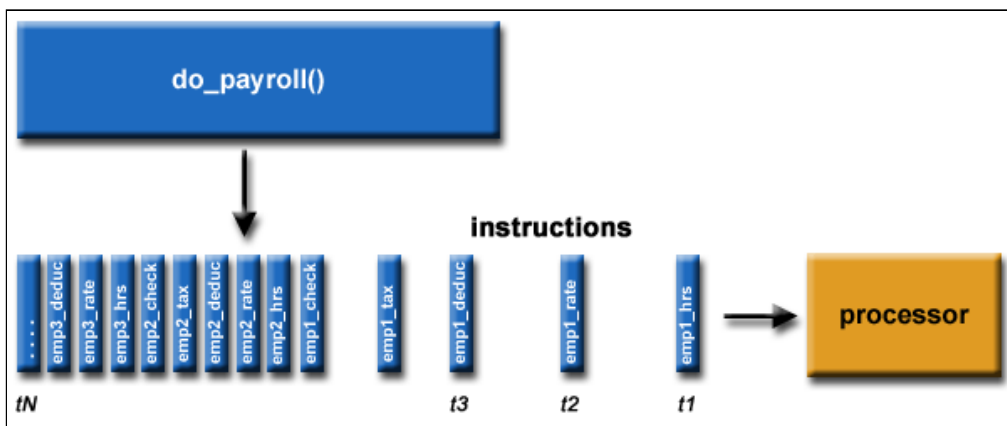 do_payroll()
instructions
....
emp3_deduc
emp3_rate
emp3_hrs
emp2_check
emp2_tax
emp2_deduc
emp2_rate
emp2_hrs
emp1_check
emp1_tax
emp1_deduc
emp1_rate
emp1_hrs
processor
tN
t3
t2
t1